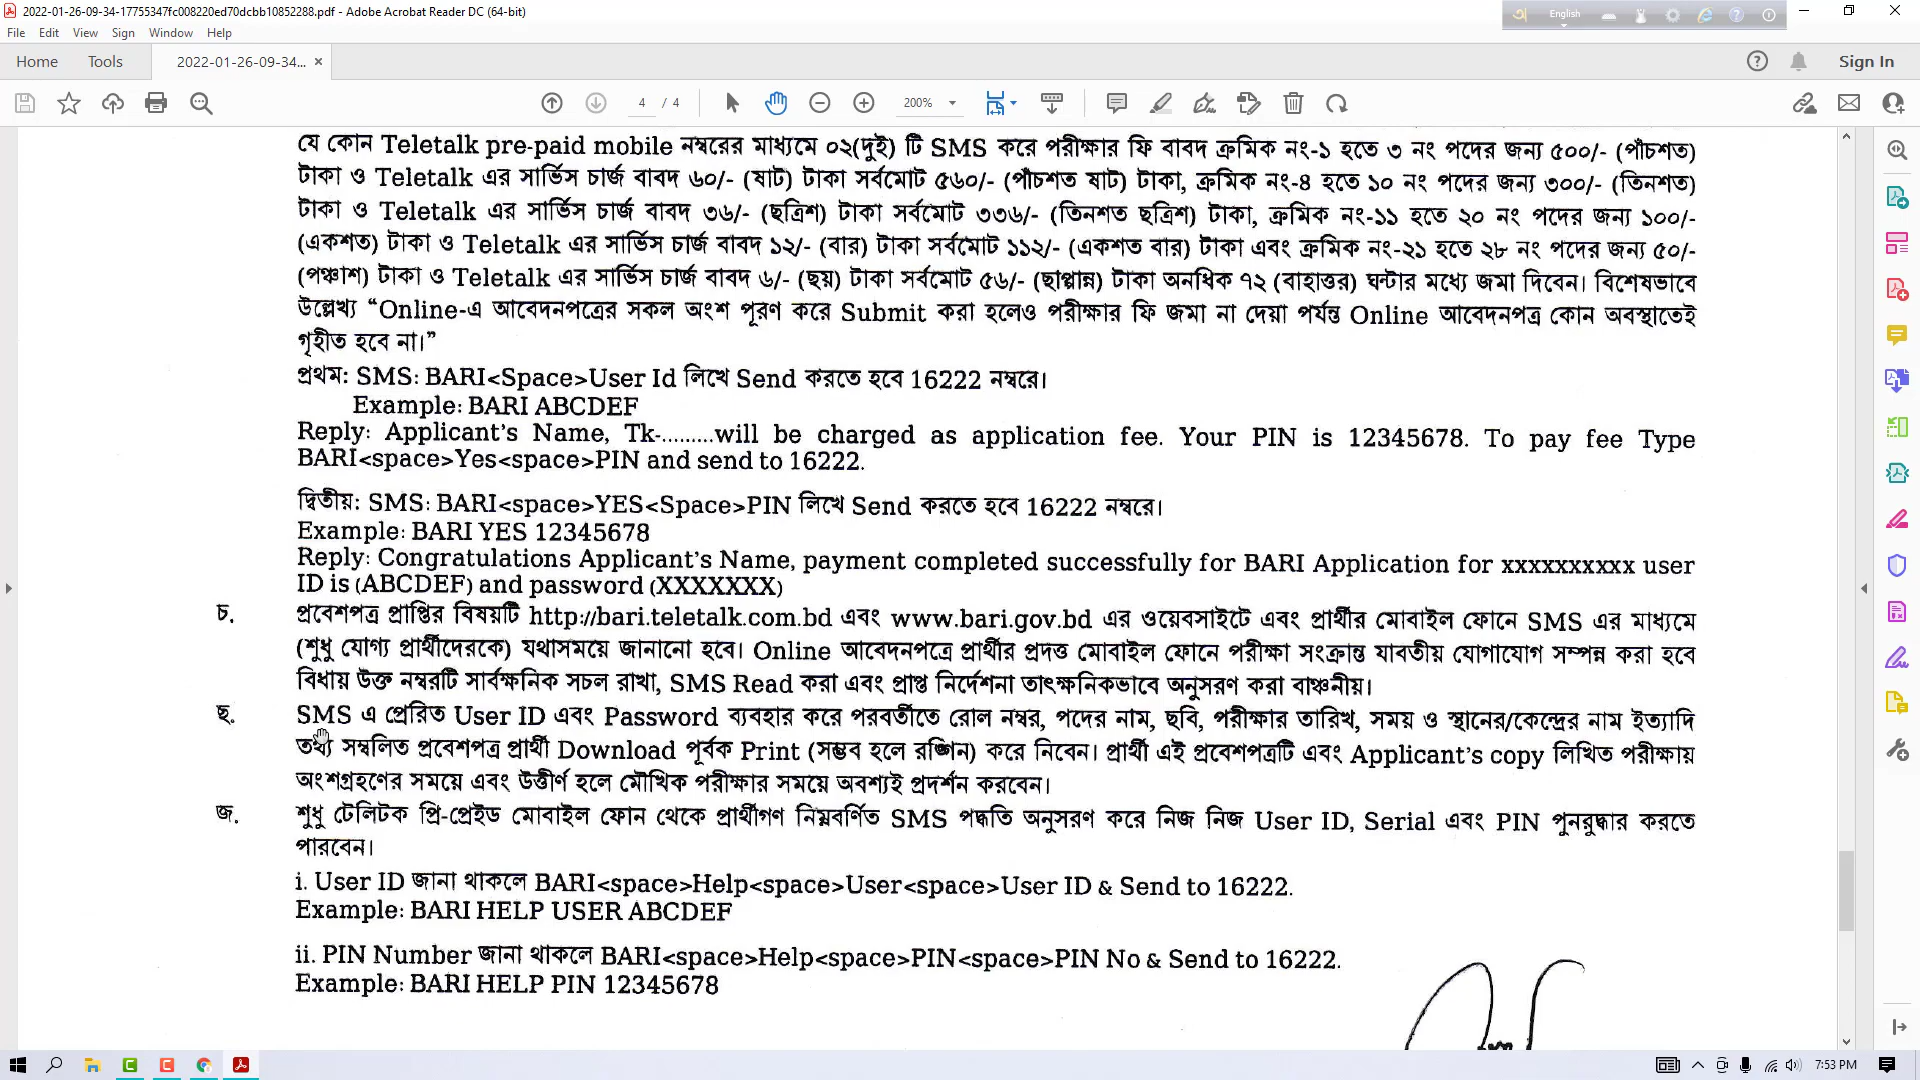 2022-01-26-09-34-17755347fc008220ed70dcbb10852288.pdf - Adobe Acrobat Reader DC (64-bit)
English
File Edit View Sign Window Help
Home Tools 2022-01-26-09-34... × Sign In
4 / 4 200%
যে কোন Teletalk pre-paid mobile নম্বরের মাধ্যমে ০২(দুই) টি SMS করে পরীক্ষার ফি বাবদ ক্রমিক নং-১ হতে ৩ নং পদের জন্য ৫০০/- (পাঁচশত)
টাকা ও Teletalk এর সার্ভিস চার্জ বাবদ ৬০/- (ষাট) টাকা সর্বমোট ৫৬০/- (পাঁচশত ষাট) টাকা, ক্রমিক নং-৪ হতে ১০ নং পদের জন্য ৩০০/- (তিনশত)
টাকা ও Teletalk এর সার্ভিস চার্জ বাবদ ৩৬/- (ছত্রিশ) টাকা সর্বমোট ৩৩৬/- (তিনশত ছত্রিশ) টাকা, ক্রমিক নং-১১ হতে ২০ নং পদের জন্য ১০০/-
(একশত) টাকা ও Teletalk এর সার্ভিস চার্জ বাবদ ১২/- (বার) টাকা সর্বমোট ১১২/- (একশত বার) টাকা এবং ক্রমিক নং-২১ হতে ২৮ নং পদের জন্য ৫০/-
(পঞ্চাশ) টাকা ও Teletalk এর সার্ভিস চার্জ বাবদ ৬/- (ছয়) টাকা সর্বমোট ৫৬/- (ছাপ্পান্ন) টাকা অনধিক ৭২ (বাহাত্তর) ঘন্টার মধ্যে জমা দিবেন। বিশেষভাবে
উল্লেখ্য “Online-এ আবেদনপত্রের সকল অংশ পূরণ করে Submit করা হলেও পরীক্ষার ফি জমা না দেয়া পর্যন্ত Online আবেদনপত্র কোন অবস্থাতেই
গৃহীত হবে না।”
প্রথম: SMS: BARI<Space>User Id লিখে Send করতে হবে 16222 নম্বরে।
Example: BARI ABCDEF
Reply: Applicant's Name, Tk-.........will be charged as application fee. Your PIN is 12345678. To pay fee Type
BARI<space>Yes<space>PIN and send to 16222.
দ্বিতীয়: SMS: BARI<space>YES<Space>PIN লিখে Send করতে হবে 16222 নম্বরে।
Example: BARI YES 12345678
Reply: Congratulations Applicant's Name, payment completed successfully for BARI Application for xxxxxxxxxx user
ID is (ABCDEF) and password (XXXXXXX)
চ. প্রবেশপত্র প্রাপ্তির বিষয়টি http://bari.teletalk.com.bd এবং www.bari.gov.bd এর ওয়েবসাইটে এবং প্রার্থীর মোবাইল ফোনে SMS এর মাধ্যমে
(শুধু যোগ্য প্রার্থীদেরকে) যথাসময়ে জানানো হবে। Online আবেদনপত্রে প্রার্থীর প্রদত্ত মোবাইল ফোনে পরীক্ষা সংক্রান্ত যাবতীয় যোগাযোগ সম্পন্ন করা হবে
বিধায় উক্ত নম্বরটি সার্বক্ষনিক সচল রাখা, SMS Read করা এবং প্রাপ্ত নির্দেশনা তাৎক্ষনিকভাবে অনুসরণ করা বাঞ্চনীয়।
ছ. SMS এ প্রেরিত User ID এবং Password ব্যবহার করে পরবর্তীতে রোল নম্বর, পদের নাম, ছবি, পরীক্ষার তারিখ, সময় ও স্থানের/কেন্দ্রের নাম ইত্যাদি
তথ্য সম্বলিত প্রবেশপত্র প্রার্থী Download পূর্বক Print (সম্ভব হলে রঙ্গিন) করে নিবেন। প্রার্থী এই প্রবেশপত্রটি এবং Applicant's copy লিখিত পরীক্ষায়
অংশগ্রহণের সময়ে এবং উত্তীর্ণ হলে মৌখিক পরীক্ষার সময়ে অবশ্যই প্রদর্শন করবেন।
জ. শুধু টেলিটক প্রি-প্রেইড মোবাইল ফোন থেকে প্রার্থীগণ নিম্নবর্ণিত SMS পদ্ধতি অনুসরণ করে নিজ নিজ User ID, Serial এবং PIN পুনরুদ্ধার করতে
পারবেন।
i. User ID জানা থাকলে BARI<space>Help<space>User<space>User ID & Send to 16222.
Example: BARI HELP USER ABCDEF
ii. PIN Number জানা থাকলে BARI<space>Help<space>PIN<space>PIN No & Send to 16222.
Example: BARI HELP PIN 12345678
7:53 PM